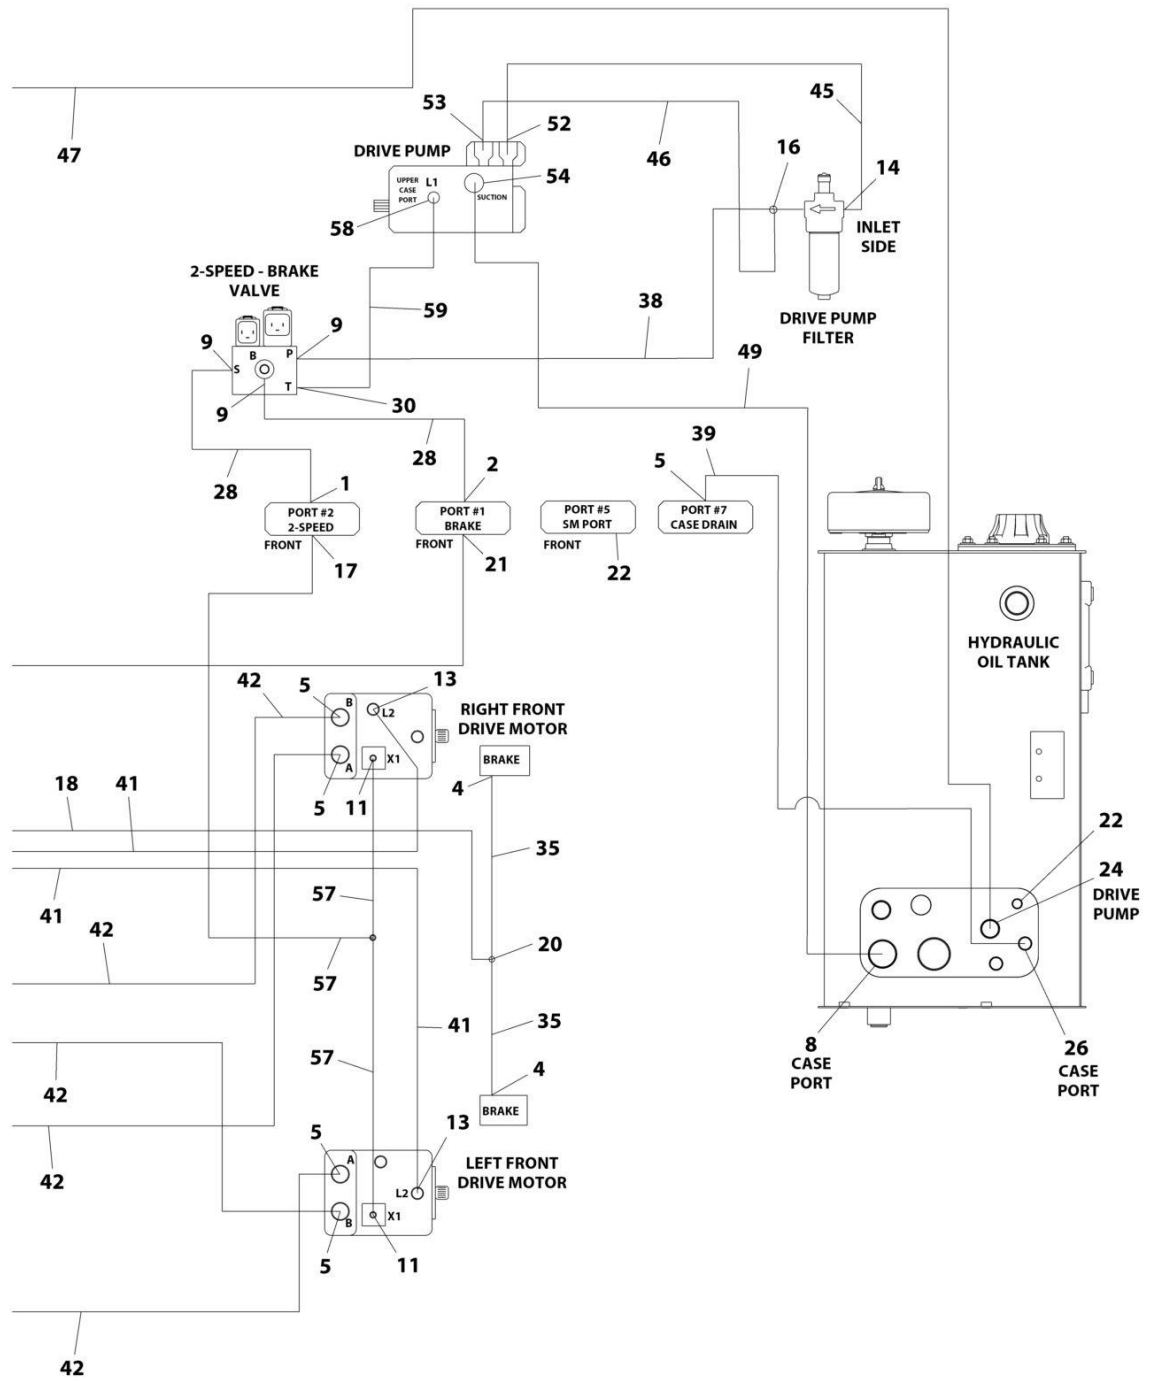 47
53
52
45
46
16
14
DRIVE PUMP
UPPER
CASE
PORT
L1
SUCTION
54
58
INLET
SIDE
2-SPEED - BRAKE
VALVE
59
38
DRIVE PUMP
FILTER
9
9
B
P
S
T
49
9
30
28
28
39
5
1
2
PORT #2
2-SPEED
PORT #1
BRAKE
PORT #5
SM PORT
PORT #7
CASE DRAIN
FRONT
FRONT
FRONT
17
21
22
HYDRAULIC
OIL TANK
42
5
13
B
L2
RIGHT FRONT
DRIVE MOTOR
A
X1
BRAKE
18
41
5
11
4
35
22
24
DRIVE
PUMP
57
41
42
57
20
41
35
57
8
CASE
PORT
26
CASE
PORT
42
4
BRAKE
42
5
13
A
LEFT FRONT
DRIVE MOTOR
L2
B
X1
5
11
42